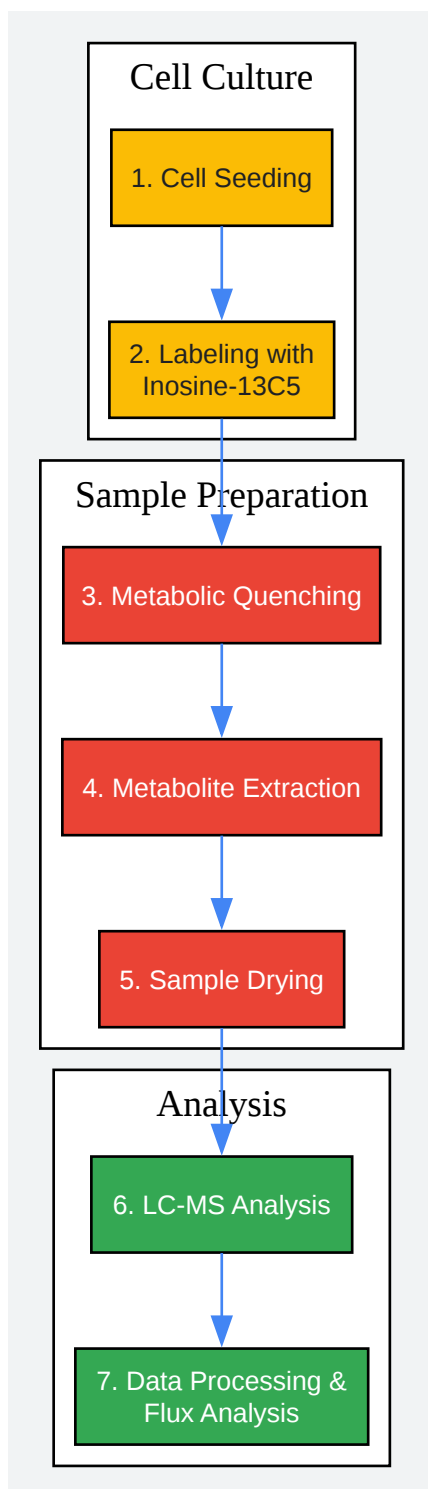 Cell Culture
1. Cell Seeding
2. Labeling with
Inosine-13C5
Sample Preparation
3. Metabolic Quenching
4. Metabolite Extraction
5. Sample Drying
Analysis
6. LC-MS Analysis
7. Data Processing &
Flux Analysis